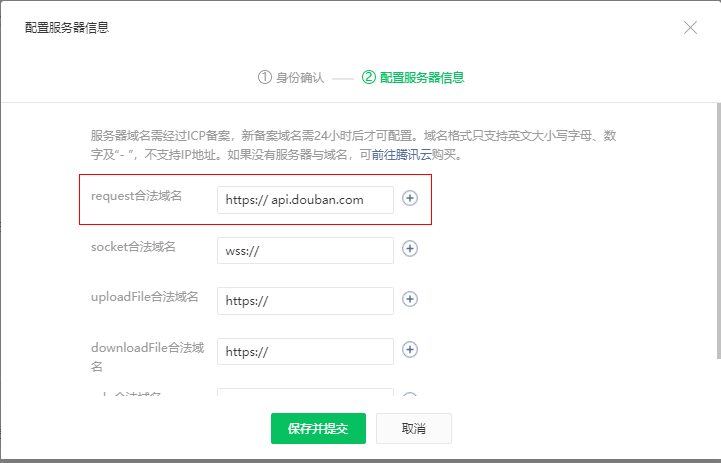 配置服务器信息
① 身份确认 ② 配置服务器信息
服务器域名需经过ICP备案，新备案域名需24小时后才可配置。域名格式只支持英文大小写字母、数
字及“- ”，不支持IP地址。如果没有服务器与域名，可前往腾讯云购买。
request合法域名 https:// api.douban.com
socket合法域名 wss://
uploadFile合法域名 https://
downloadFile合法域 https://
名
保存并提交 取消